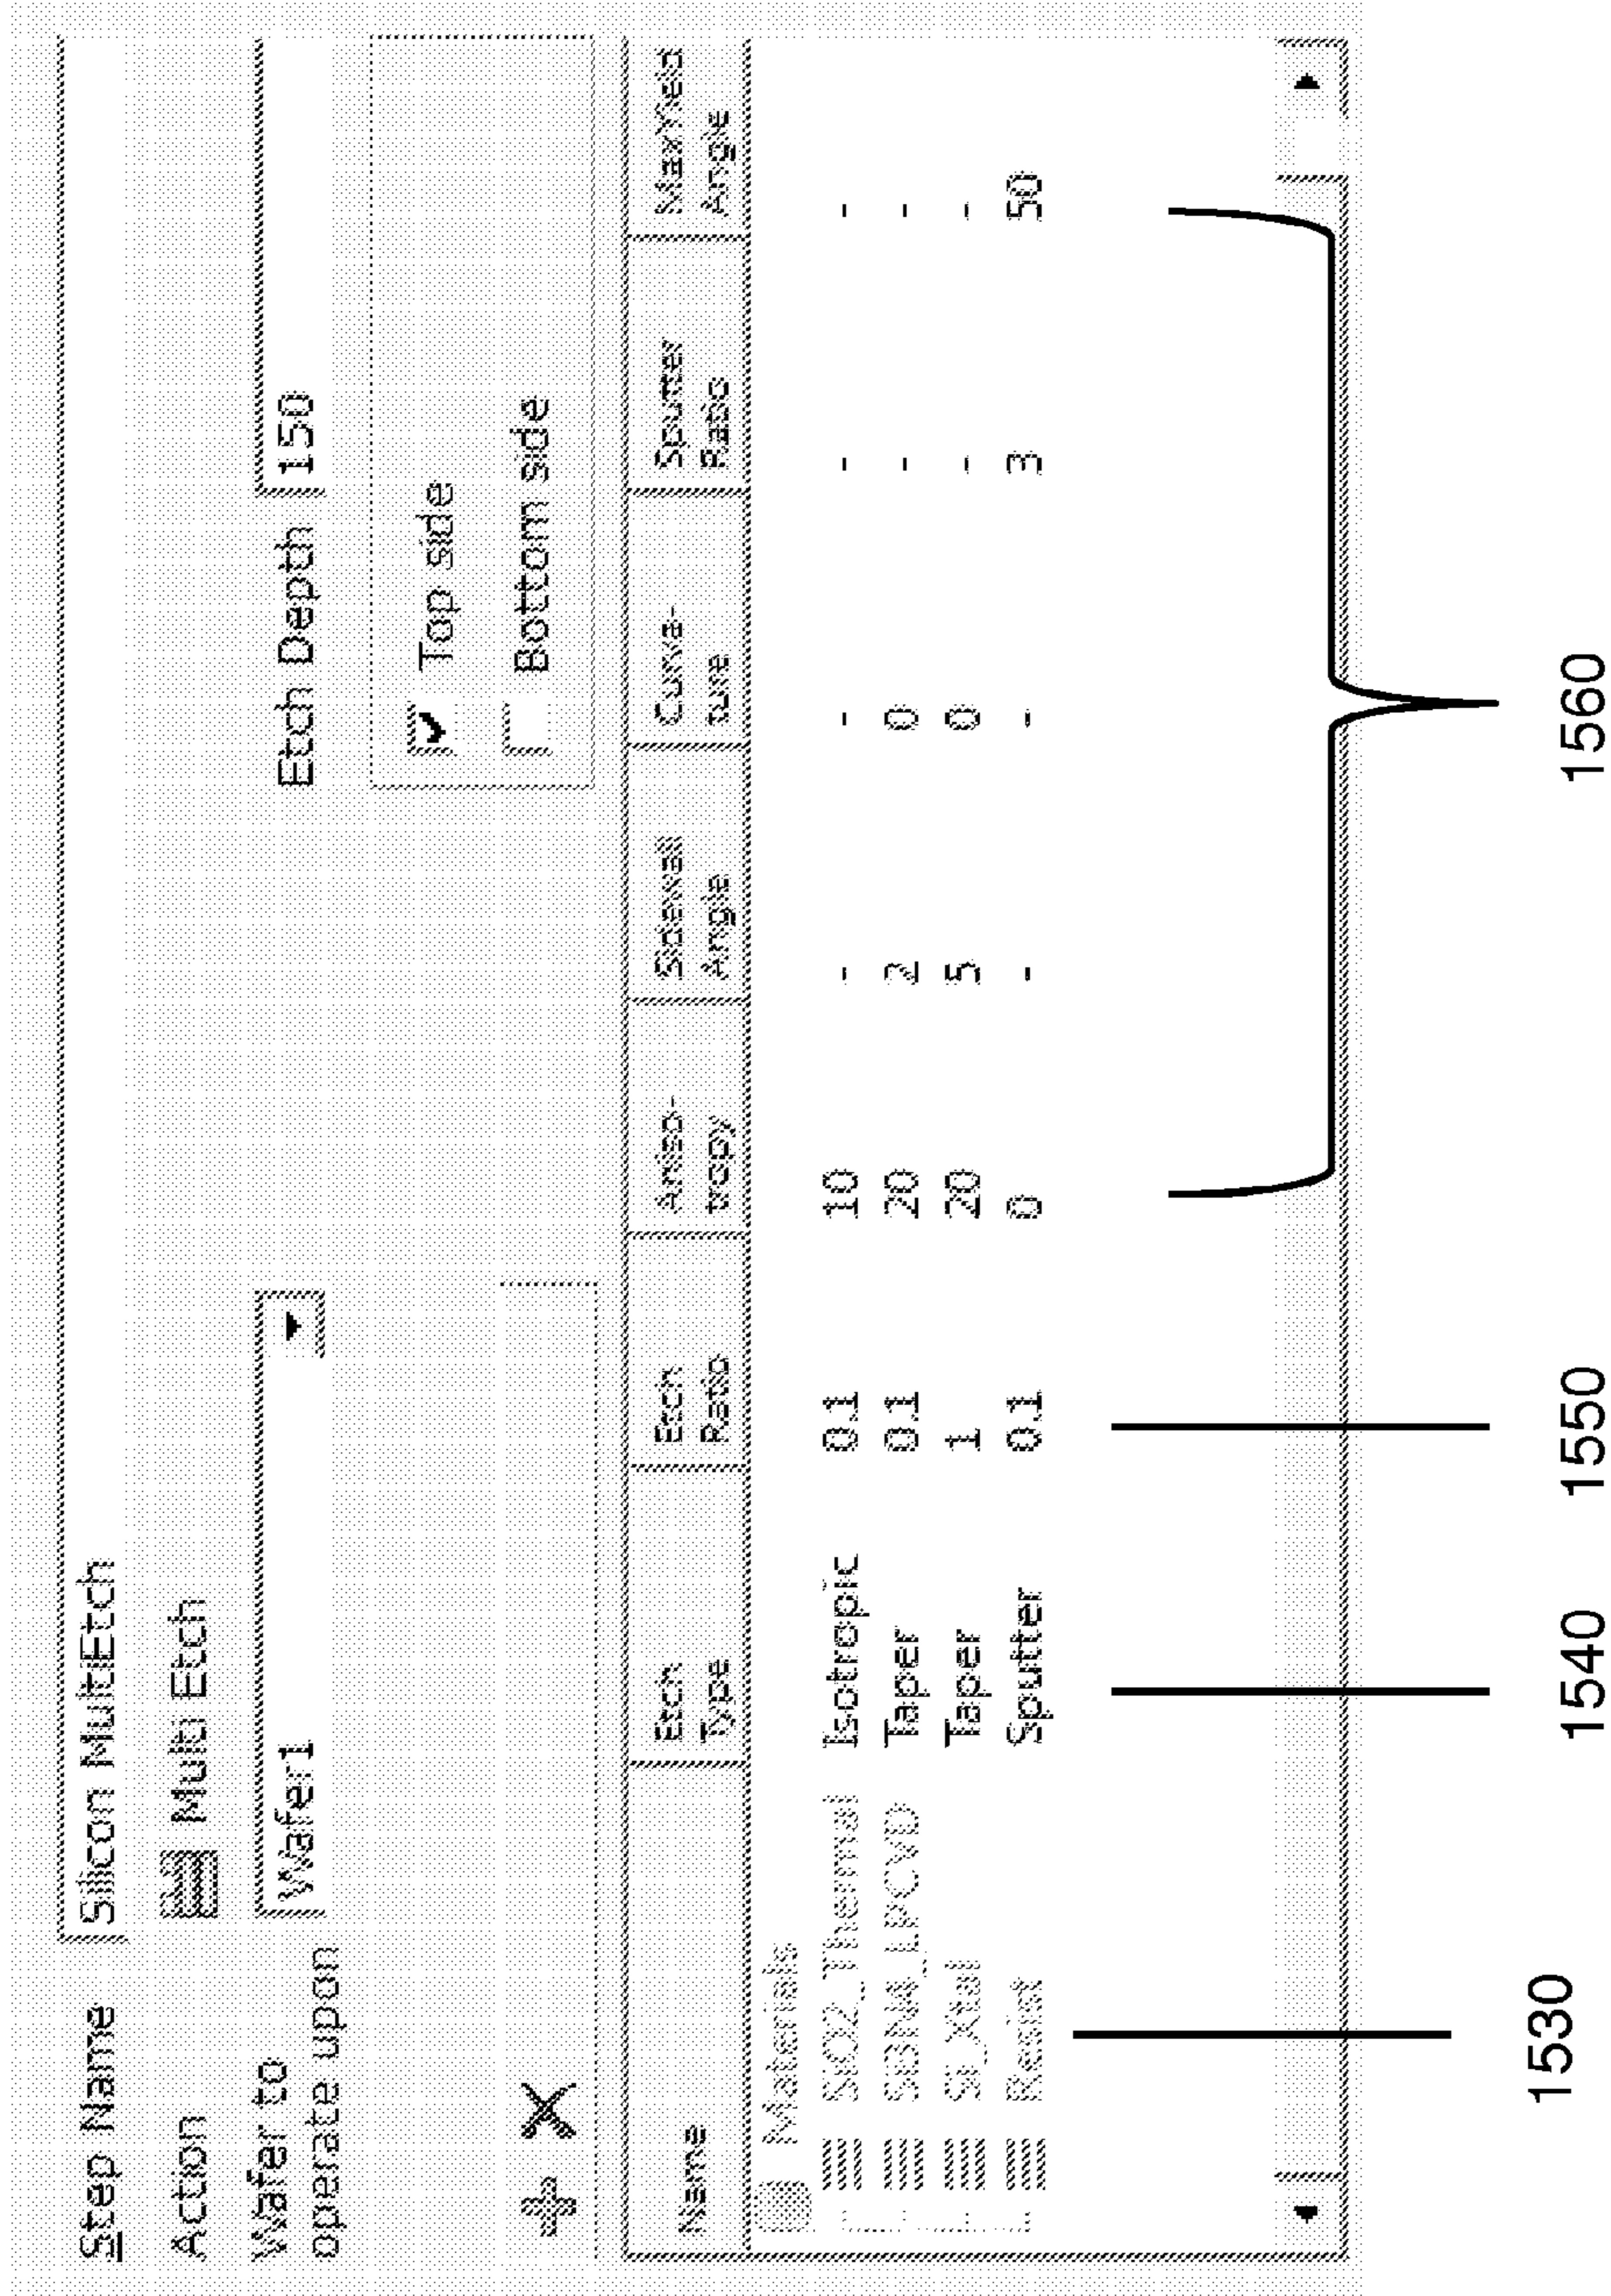 Step Name Silicon MultiEtch
Action Multi Etch
Wafer to operate upon Wafer1
Etch Depth 150
Top side
Bottom side
Name Etch Type Etch Ratio Aniso-tropy Sidewall Angle Curva-ture Sputter Ratio MaxYield Angle
Materials
SiO2_Thermal Isotropic 0.1 10 - - - -
Si3N4_LPCVD Taper 0.1 20 2 0 - -
Si_Xtal Taper 1 20 5 0 - -
Resist Sputter 0.1 0 - - 3 50
1530
1540
1550
1560